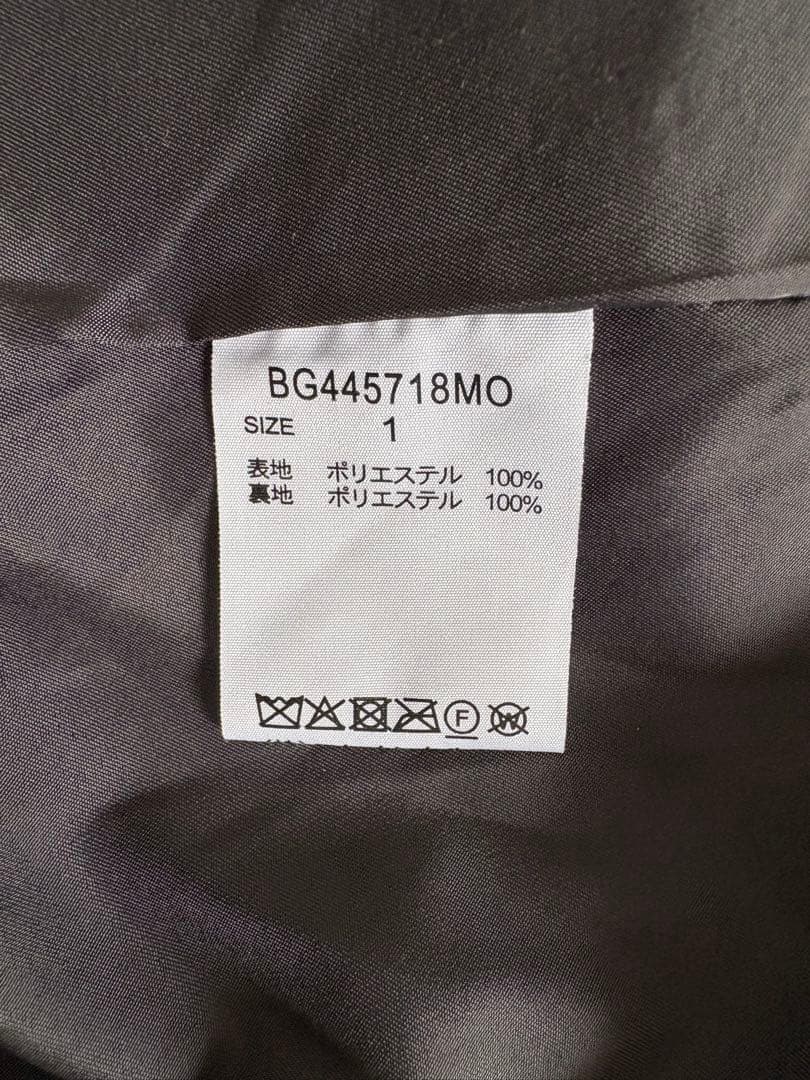 BG445718MO
SIZE 1
表地 ポリエステル 100%
裏地 ポリエステル 100%
F W